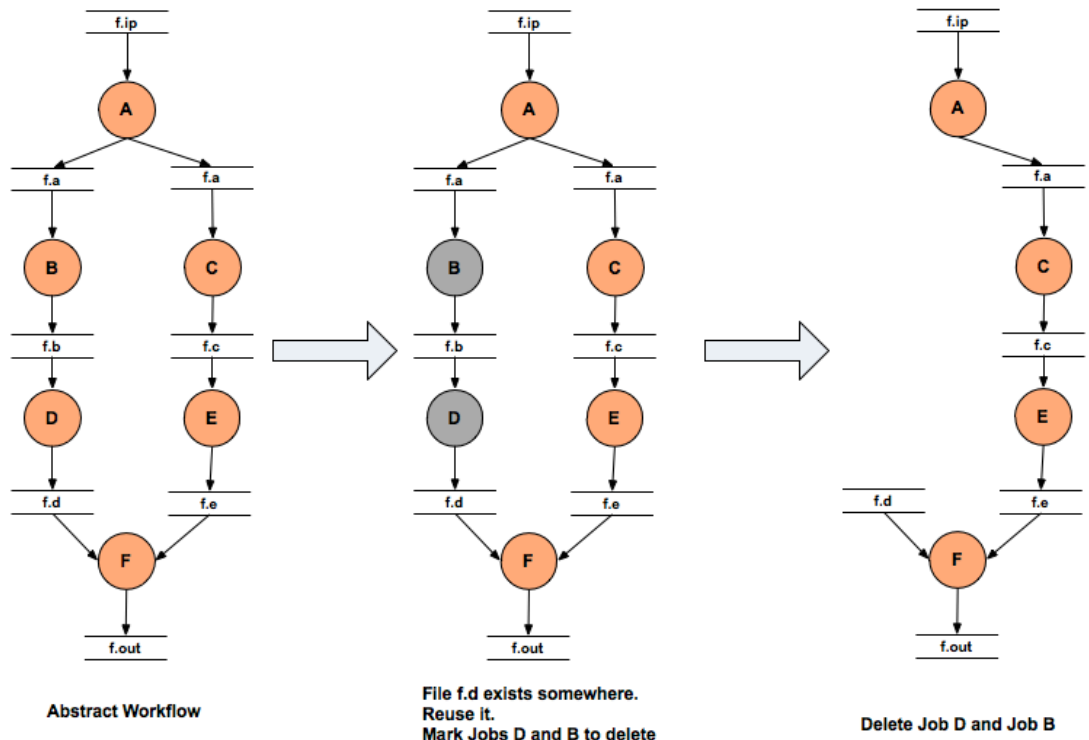 f.ip
A
f.a
f.a
B
C
f.b
f.c
D
E
f.d
f.e
F
f.out
Abstract Workflow
f.ip
A
f.a
f.a
B
C
f.b
f.c
D
E
f.d
f.e
F
f.out
File f.d exists somewhere.
Reuse it.
Mark Jobs D and B to delete
f.ip
A
f.a
C
f.c
E
f.d
f.e
F
f.out
Delete Job D and Job B